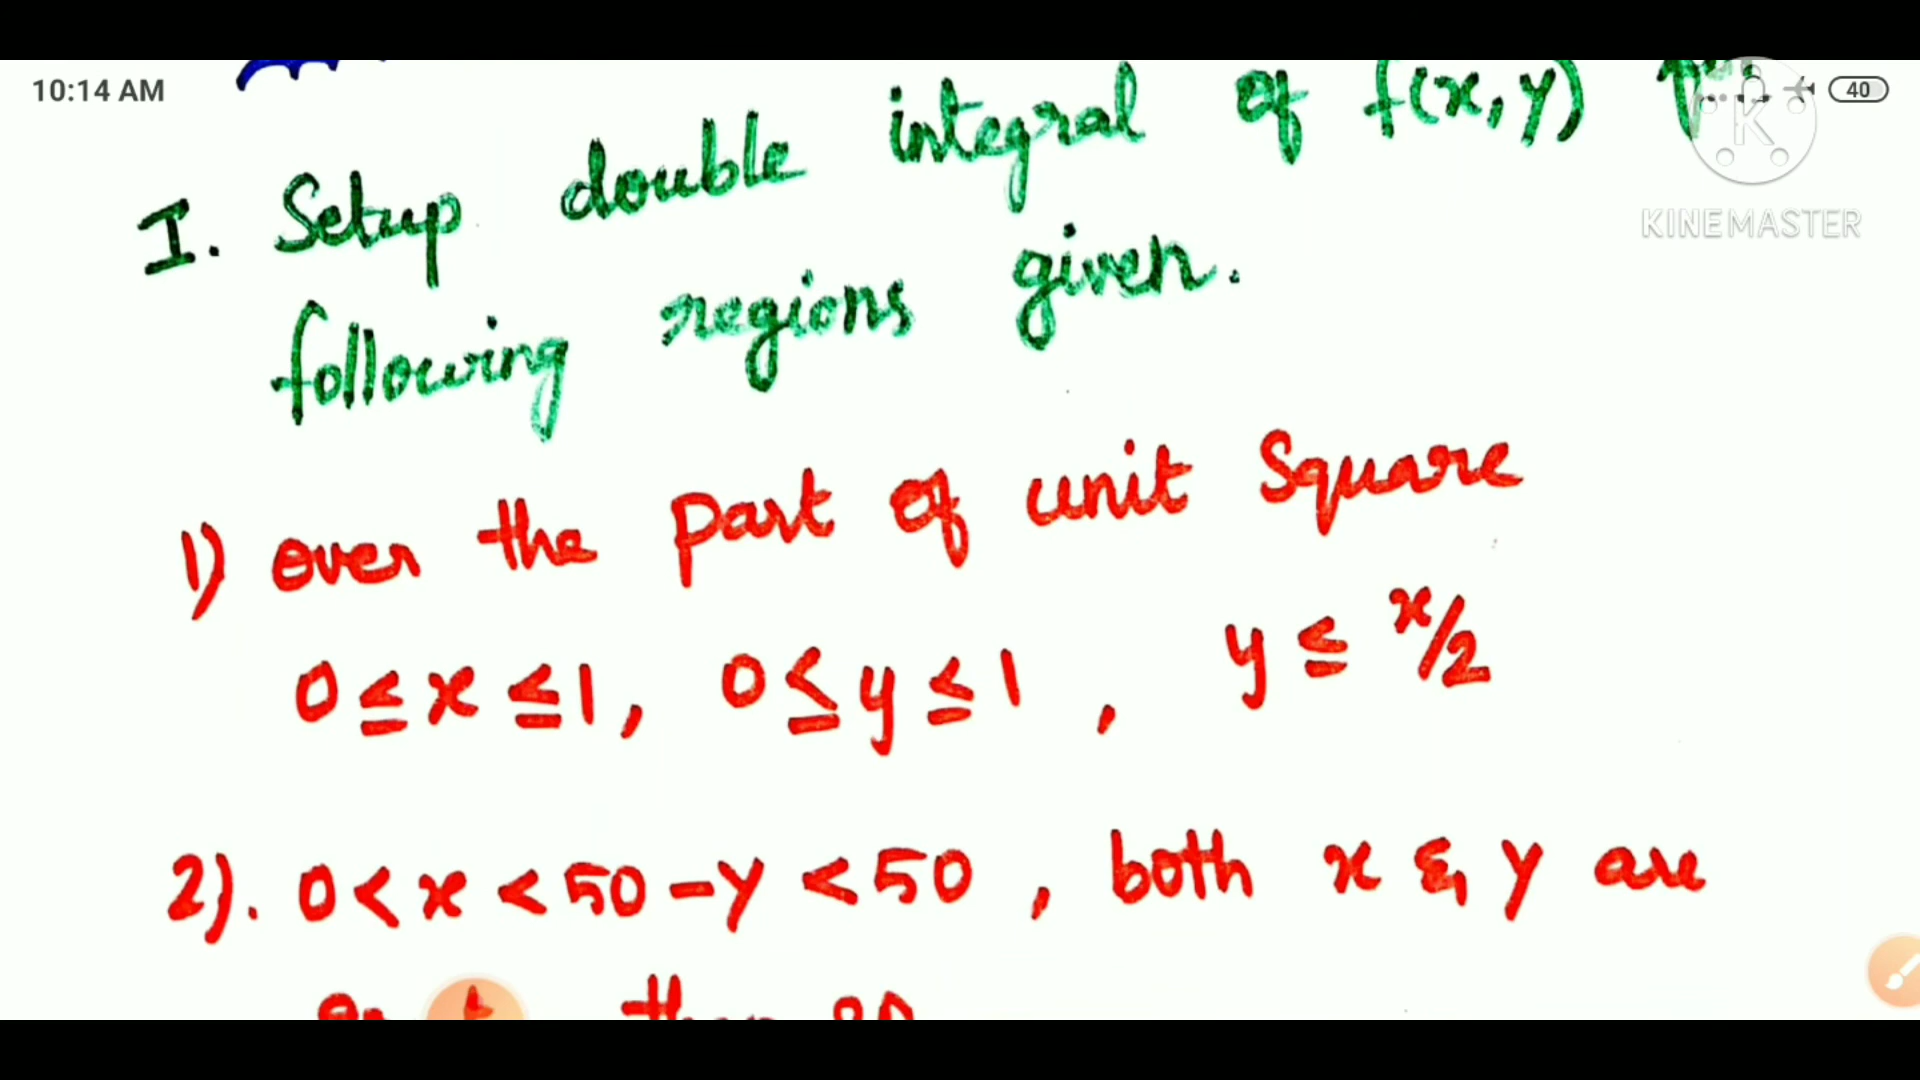 10:14 AM
40
I. Setup double integral of f(x,y)
following regions given.
KINEMASTER
1) over the part of unit Square
0≤x≤1, 0≤y≤1, y≤x/2
2). 0<x<50-y<50, both x & y are